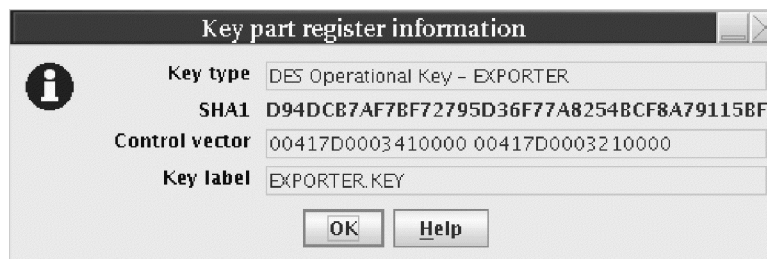 Key part register information
Key type DES Operational Key – EXPORTER
SHA1 D94DCB7AF7BF72795D36F77A8254BCF8A79115BF
Control vector 00417D0003410000 00417D0003210000
Key label EXPORTER.KEY
OK Help